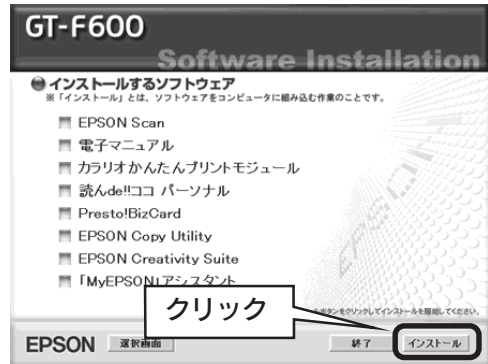 GT-F600
Software Installation
インストールするソフトウェア
※「インストール」とは、ソフトウェアをコンピュータに組み込む作業のことです。
EPSON Scan
電子マニュアル
カラリオかんたんプリントモジュール
読んde!!ココ パーソナル
Presto!BizCard
EPSON Copy Utility
EPSON Creativity Suite
「MyEPSON」アシスタント
クリック
ボタンをクリックしてインストールを開始してください。
EPSON
選択画面
終了
インストール
EPSON